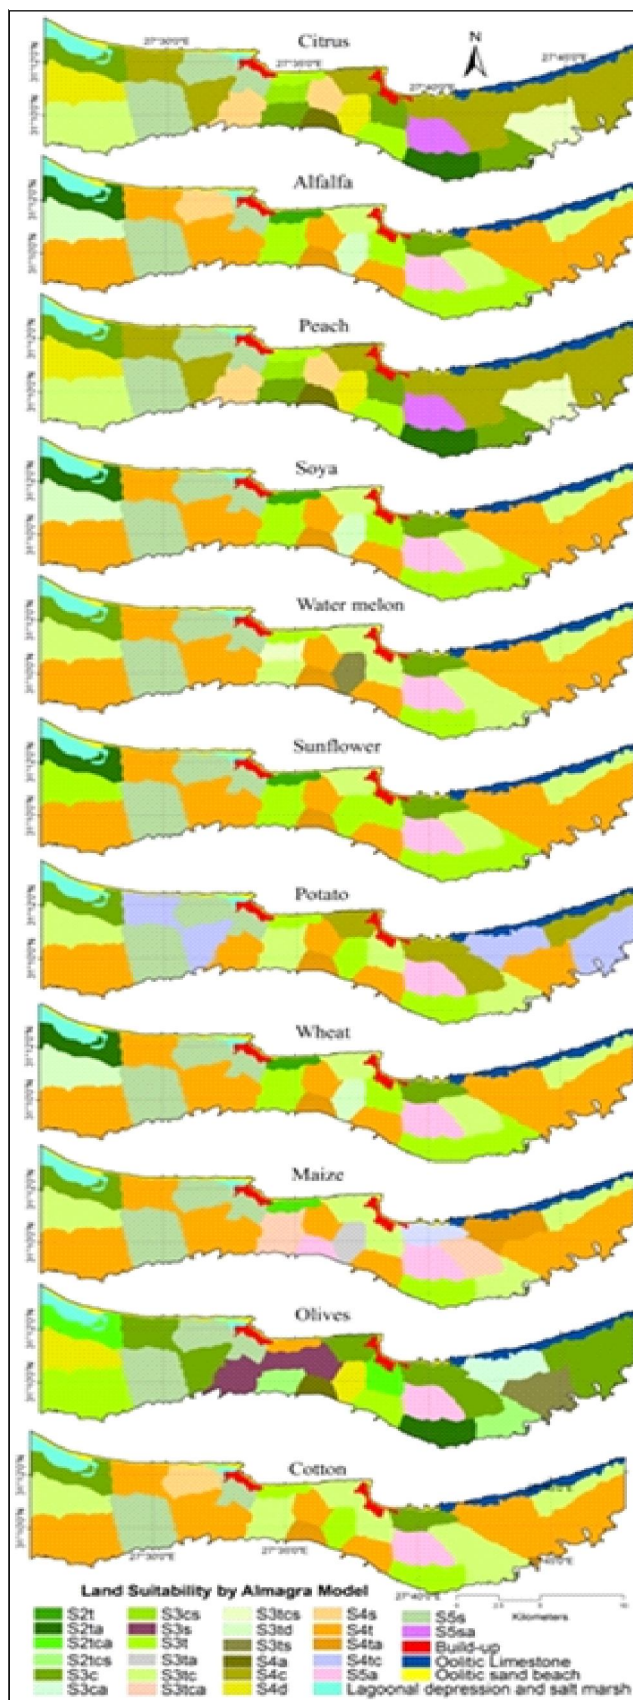 N
27°30'0"E
Citrus
27°35'0"E
27°40'0"E
27°45'0"E
Alfalfa
Peach
Soya
Water melon
Sunflower
Potato
Wheat
Maize
Olives
Cotton
27°30'0"E
27°35'0"E
27°40'0"E
Land Suitability by Almagra Model
Kilometers
S2t
S2ta
S2tca
S2tcs
S3c
S3ca
S3cs
S3s
S3t
S3ta
S3tc
S3tca
S3tcs
S3td
S3ts
S4a
S4c
S4d
S4s
S4t
S4ta
S4tc
S5a
S5s
S5sa
Build-up
Oolitic Limestone
Oolitic sand beach
Lagoonal depression and salt marsh